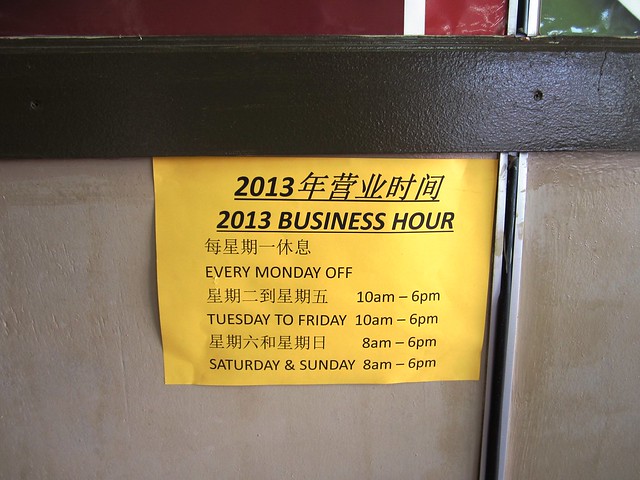 2013年营业时间
2013 BUSINESS HOUR
每星期一休息
EVERY MONDAY OFF
星期二到星期五 10am – 6pm
TUESDAY TO FRIDAY 10am – 6pm
星期六和星期日 8am – 6pm
SATURDAY & SUNDAY 8am – 6pm